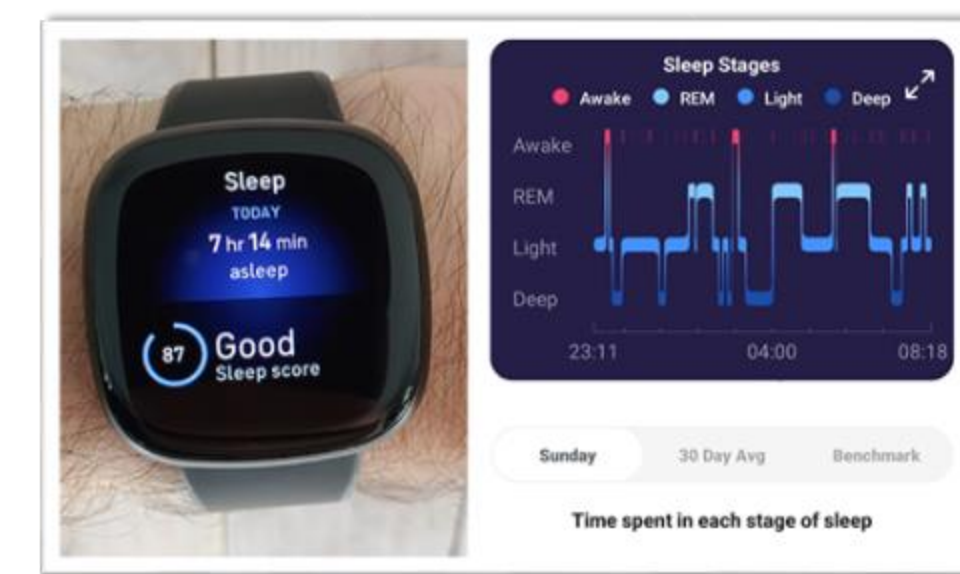 Sleep
TODAY
7 hr 14 min
asleep
87
Good
Sleep score
Sleep Stages
Awake REM Light Deep
Awake
REM
Light
Deep
23:11 04:00 08:18
Sunday 30 Day Avg Benchmark
Time spent in each stage of sleep